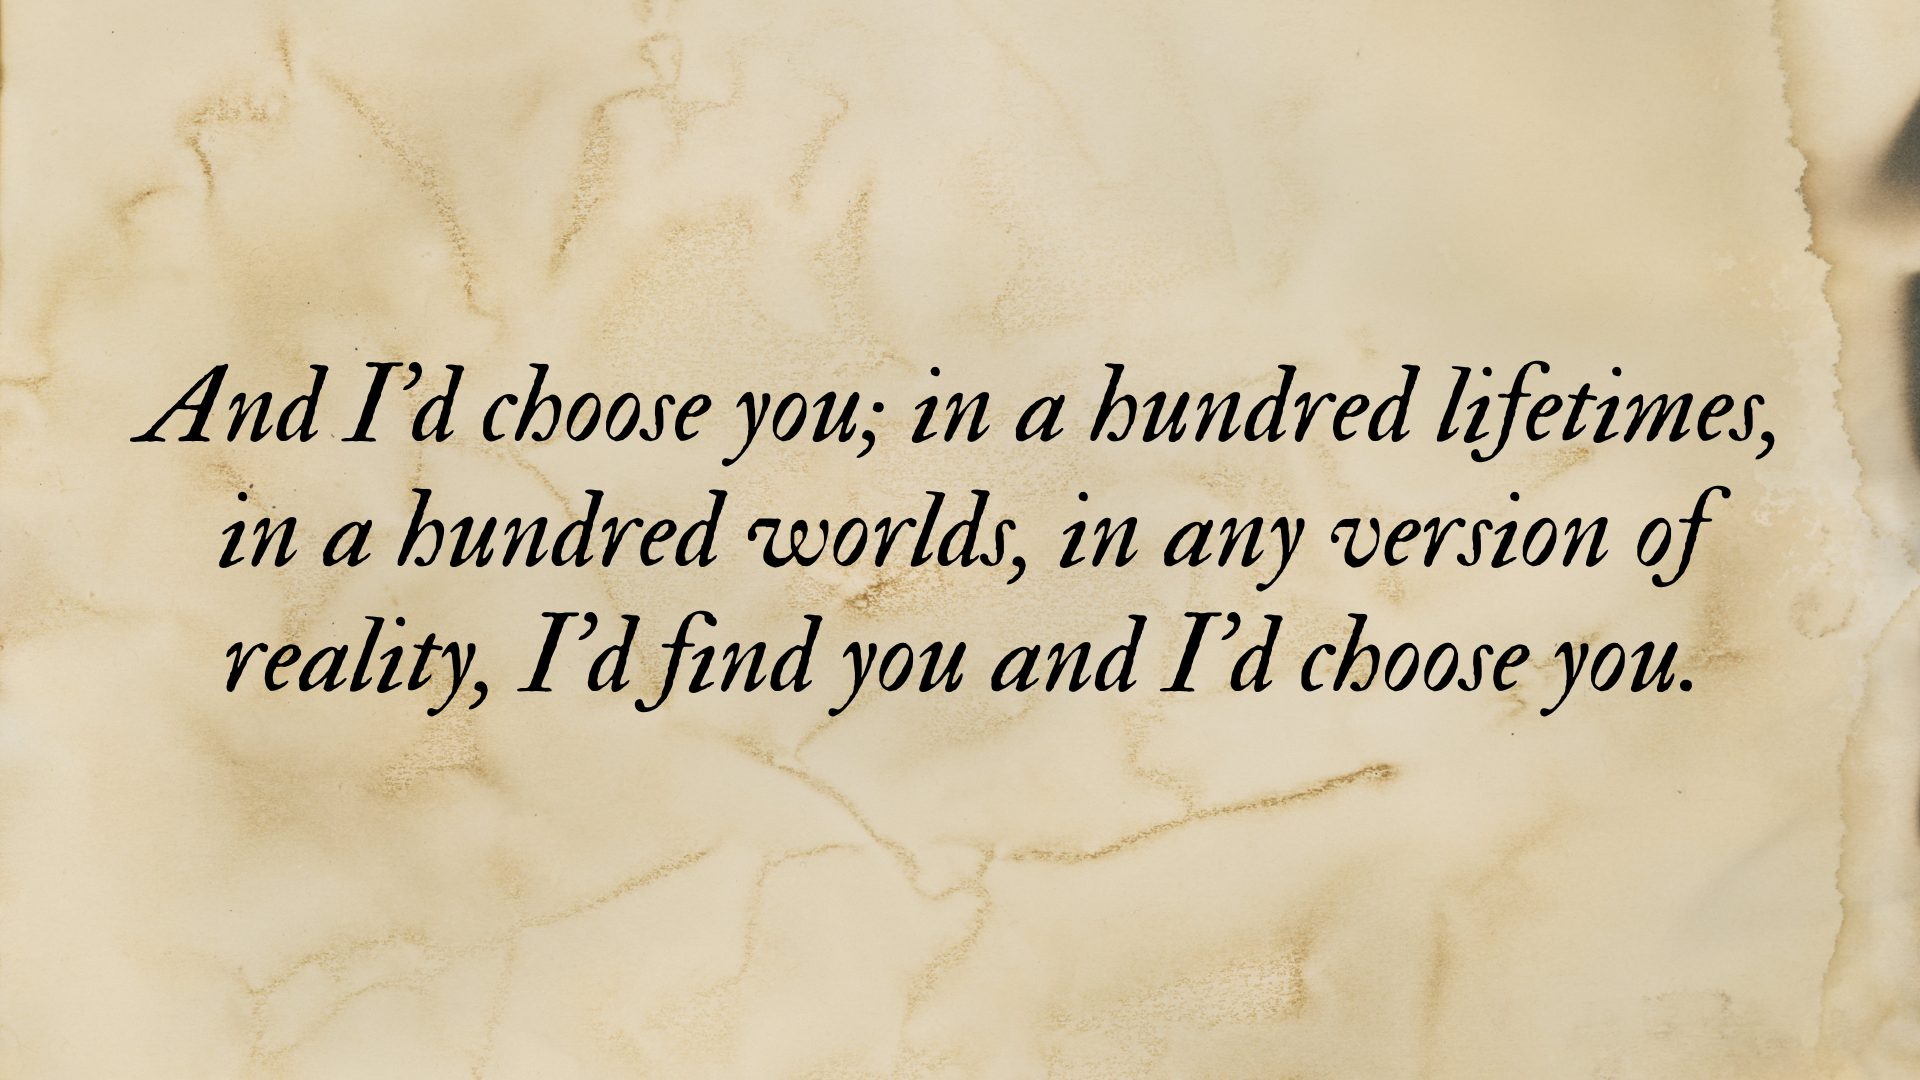 And I’d choose you; in a hundred lifetimes,
in a hundred worlds, in any version of
reality, I’d find you and I’d choose you.